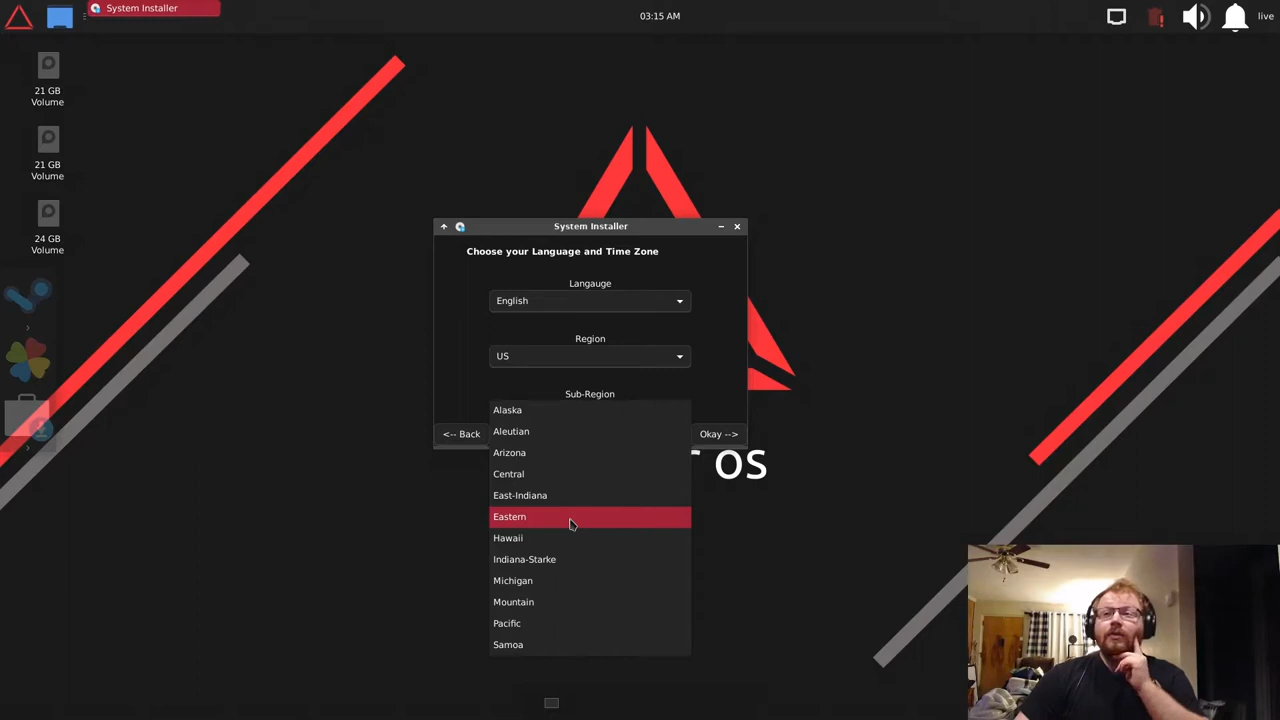 System Installer
03:15 AM
live
21 GB
Volume
21 GB
Volume
24 GB
Volume
System Installer
Choose your Language and Time Zone
Langauge
English
Region
US
Sub-Region
Alaska
Aleutian
Arizona
Central
East-Indiana
Eastern
Hawaii
Indiana-Starke
Michigan
Mountain
Pacific
Samoa
<-- Back
Okay -->
os